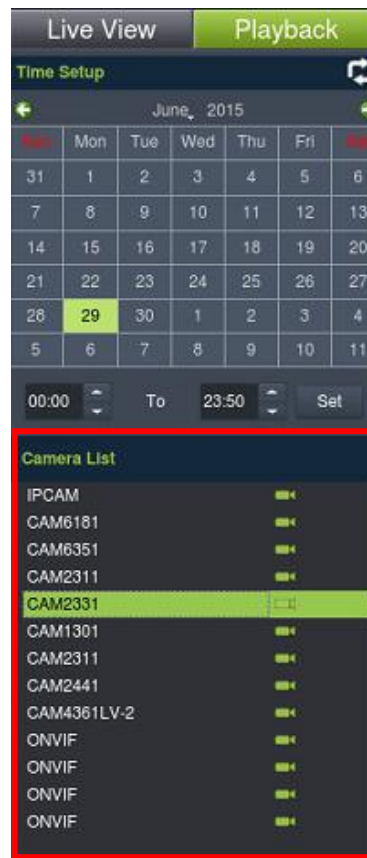 Live View Playback
Time Setup
June, 2015
Sun Mon Tue Wed Thu Fri Sat
31 1 2 3 4 5 6
7 8 9 10 11 12 13
14 15 16 17 18 19 20
21 22 23 24 25 26 27
28 29 30 1 2 3 4
5 6 7 8 9 10 11
00:00 To 23:50 Set
Camera List
IPCAM
CAM6181
CAM6351
CAM2311
CAM2331
CAM1301
CAM2311
CAM2441
CAM4361LV-2
ONVIF
ONVIF
ONVIF
ONVIF